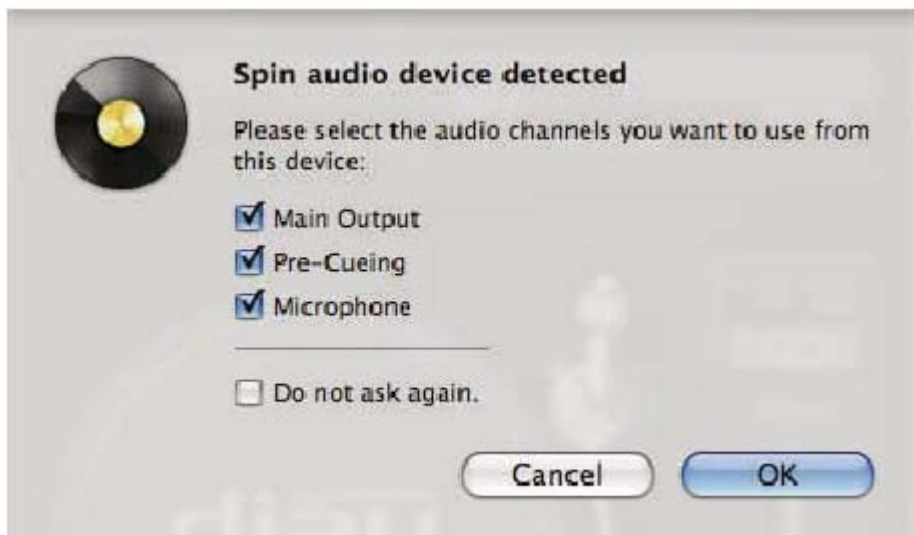 Spin audio device detected
Please select the audio channels you want to use from
this device:
Main Output
Pre-Cueing
Microphone
Do not ask again.
Cancel
OK
djay